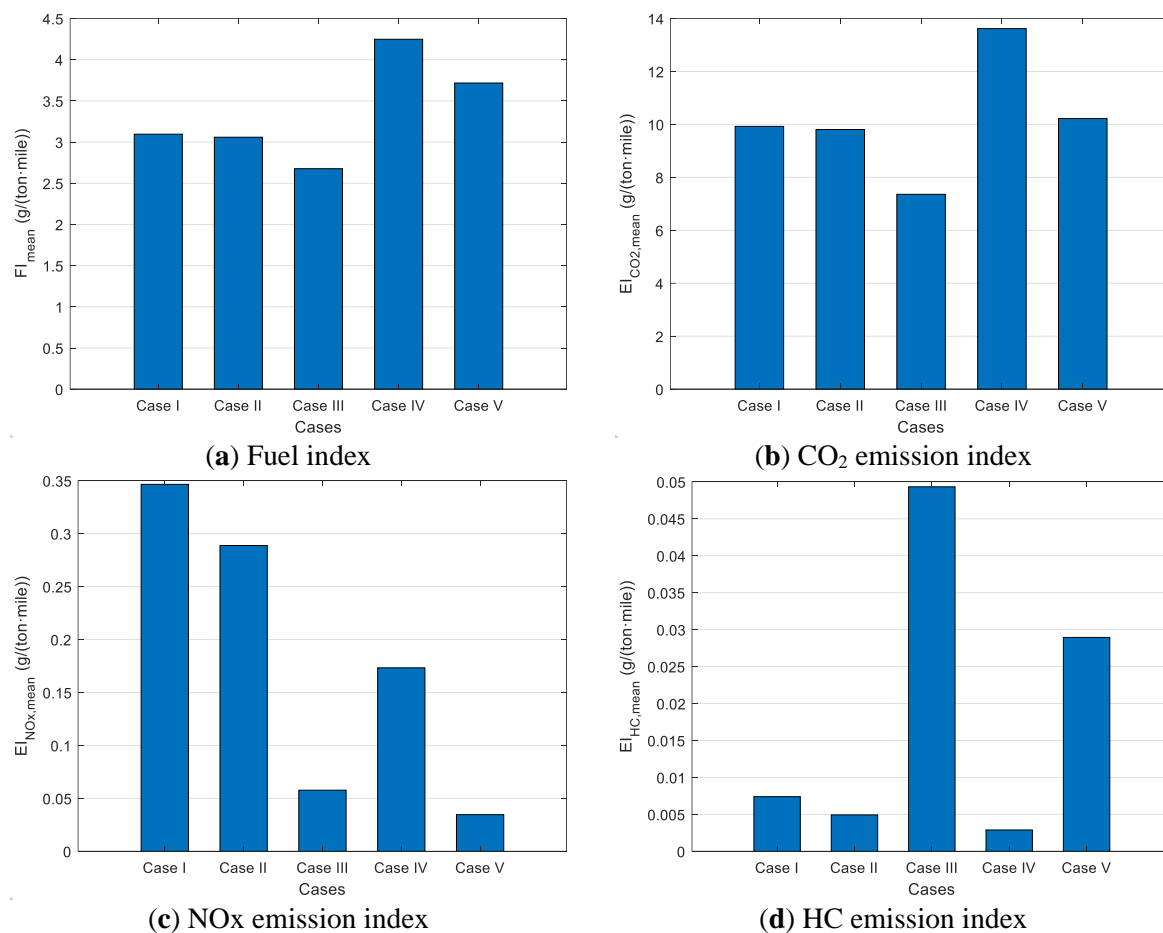 4.5
4
3.5
3
2.5
2
1.5
1
0.5
0
FI_mean (g/(ton·mile))
Case I Case II Case III Case IV Case V
Cases
(a) Fuel index
14
12
10
8
6
4
2
0
EI_CO2,mean (g/(ton·mile))
Case I Case II Case III Case IV Case V
Cases
(b) CO₂ emission index
0.35
0.3
0.25
0.2
0.15
0.1
0.05
0
EI_NOx,mean (g/(ton·mile))
Case I Case II Case III Case IV Case V
Cases
(c) NOx emission index
0.05
0.045
0.04
0.035
0.03
0.025
0.02
0.015
0.01
0.005
0
EI_HC,mean (g/(ton·mile))
Case I Case II Case III Case IV Case V
Cases
(d) HC emission index